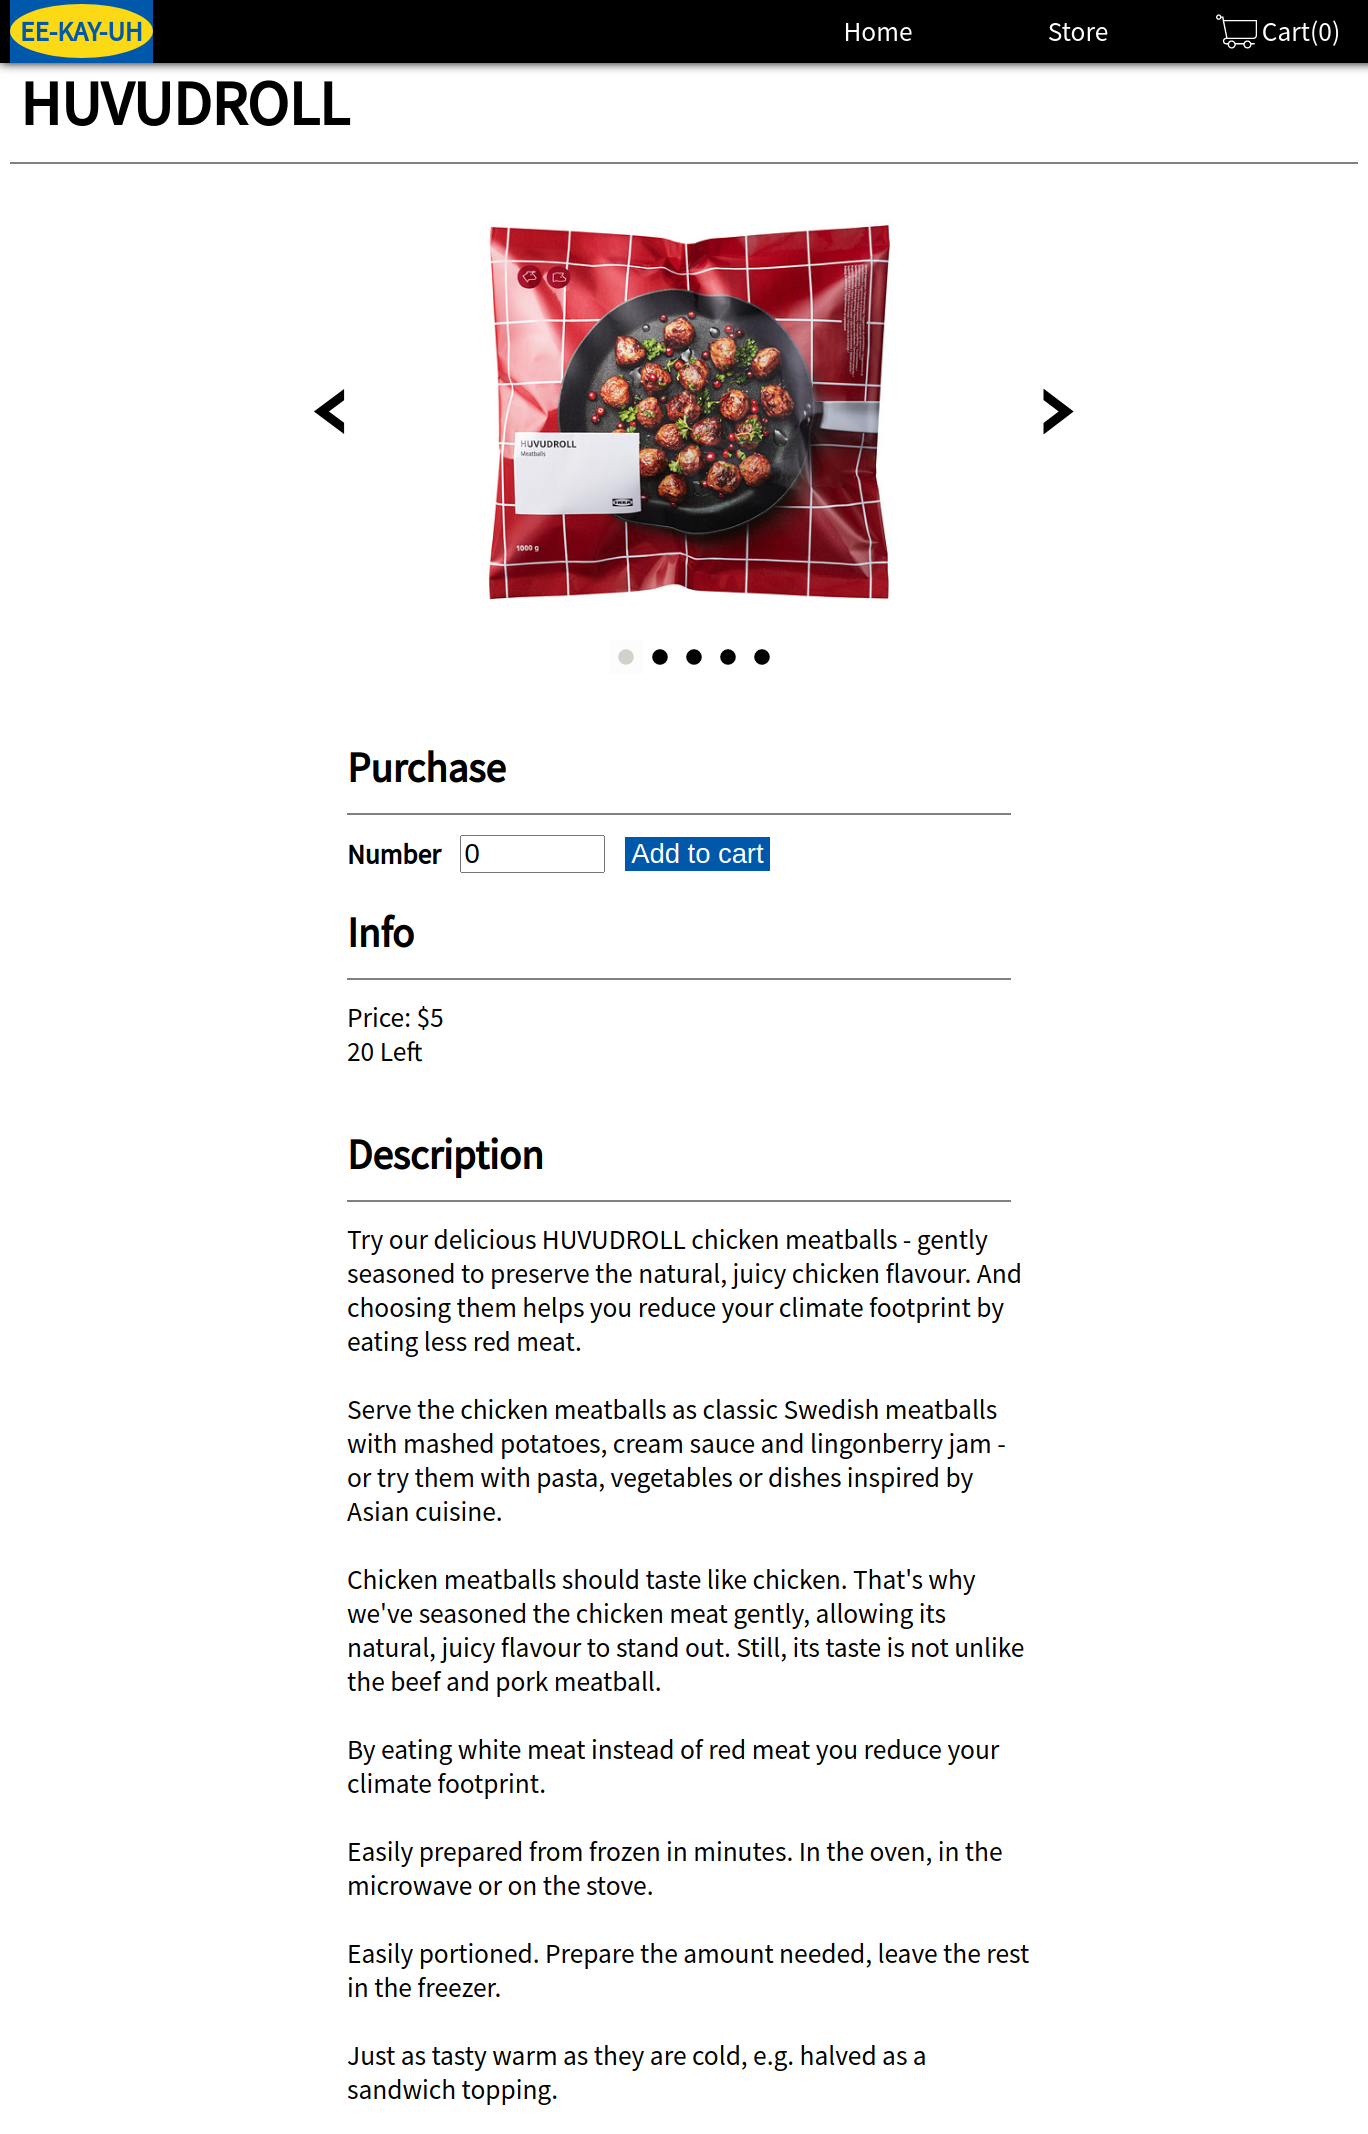 EE-KAY-UH
Home
Store
Cart(0)
HUVUDROLL
HUVUDROLL
Meatballs
IKEA
1000 g
Purchase
Number
0
Add to cart
Info
Price: $5
20 Left
Description
Try our delicious HUVUDROLL chicken meatballs - gently
seasoned to preserve the natural, juicy chicken flavour. And
choosing them helps you reduce your climate footprint by
eating less red meat.
Serve the chicken meatballs as classic Swedish meatballs
with mashed potatoes, cream sauce and lingonberry jam -
or try them with pasta, vegetables or dishes inspired by
Asian cuisine.
Chicken meatballs should taste like chicken. That's why
we've seasoned the chicken meat gently, allowing its
natural, juicy flavour to stand out. Still, its taste is not unlike
the beef and pork meatball.
By eating white meat instead of red meat you reduce your
climate footprint.
Easily prepared from frozen in minutes. In the oven, in the
microwave or on the stove.
Easily portioned. Prepare the amount needed, leave the rest
in the freezer.
Just as tasty warm as they are cold, e.g. halved as a
sandwich topping.